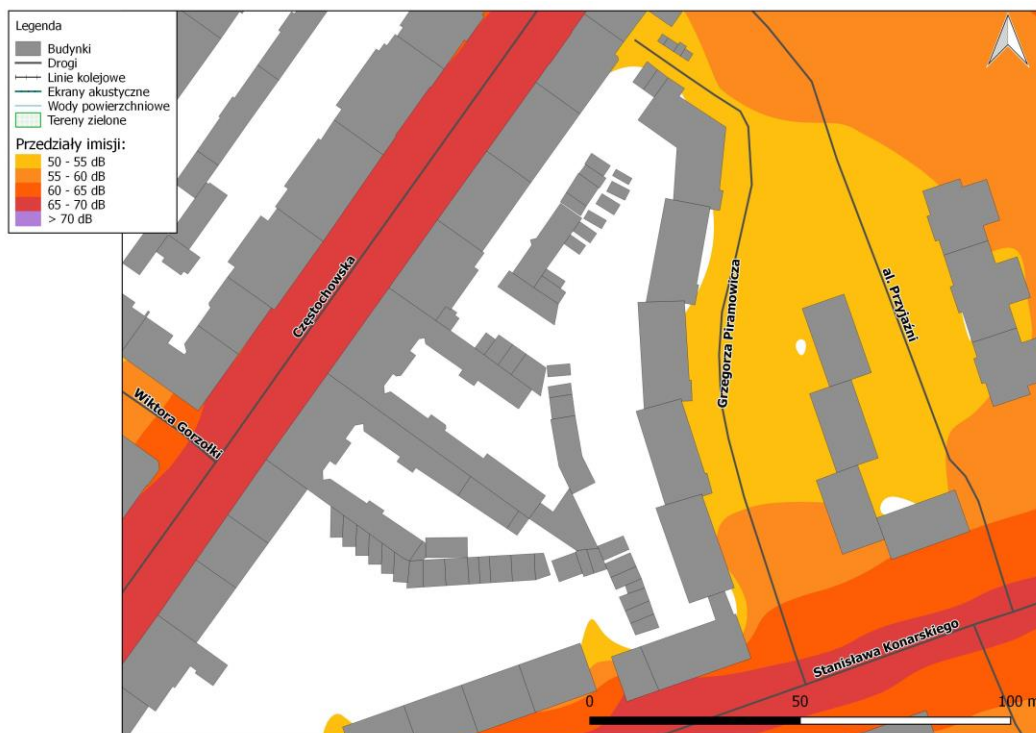 Legenda
Budynki
Drogi
Linie kolejowe
Ekrany akustyczne
Wody powierzchniowe
Tereny zielone
Przedziały imisji:
50 - 55 dB
55 - 60 dB
60 - 65 dB
65 - 70 dB
> 70 dB
Częstochowska
Wiktora Gorzołki
Grzegorza Piramowicza
al. Przyjaźni
Stanisława Konarskiego
0 50 100 m